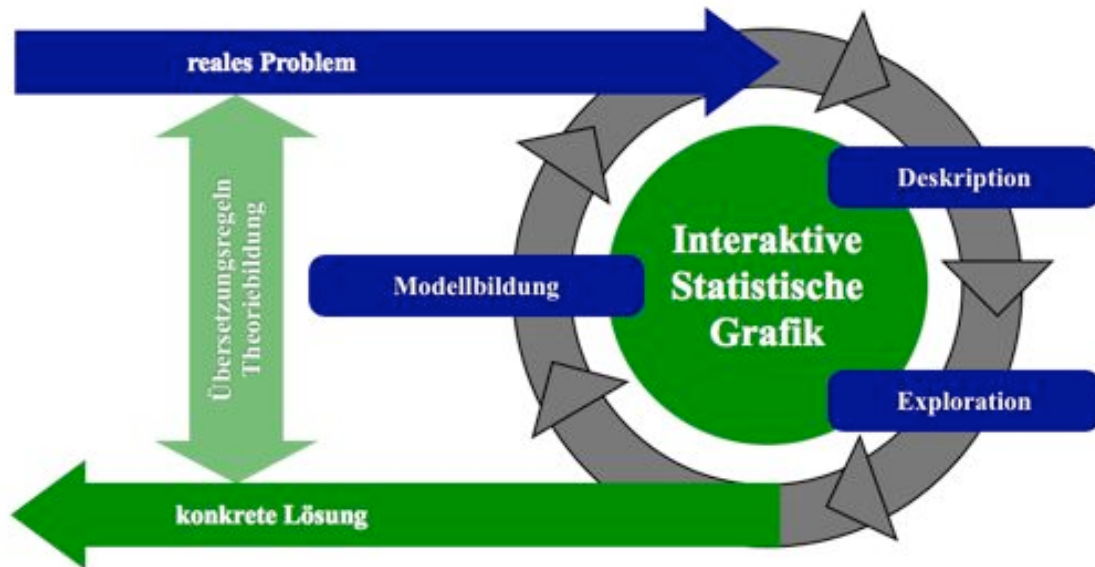 reales Problem
Deskription
Übersetzungsregeln
Theoriebildung
Modellbildung
Interaktive
Statistische
Grafik
Exploration
konkrete Lösung